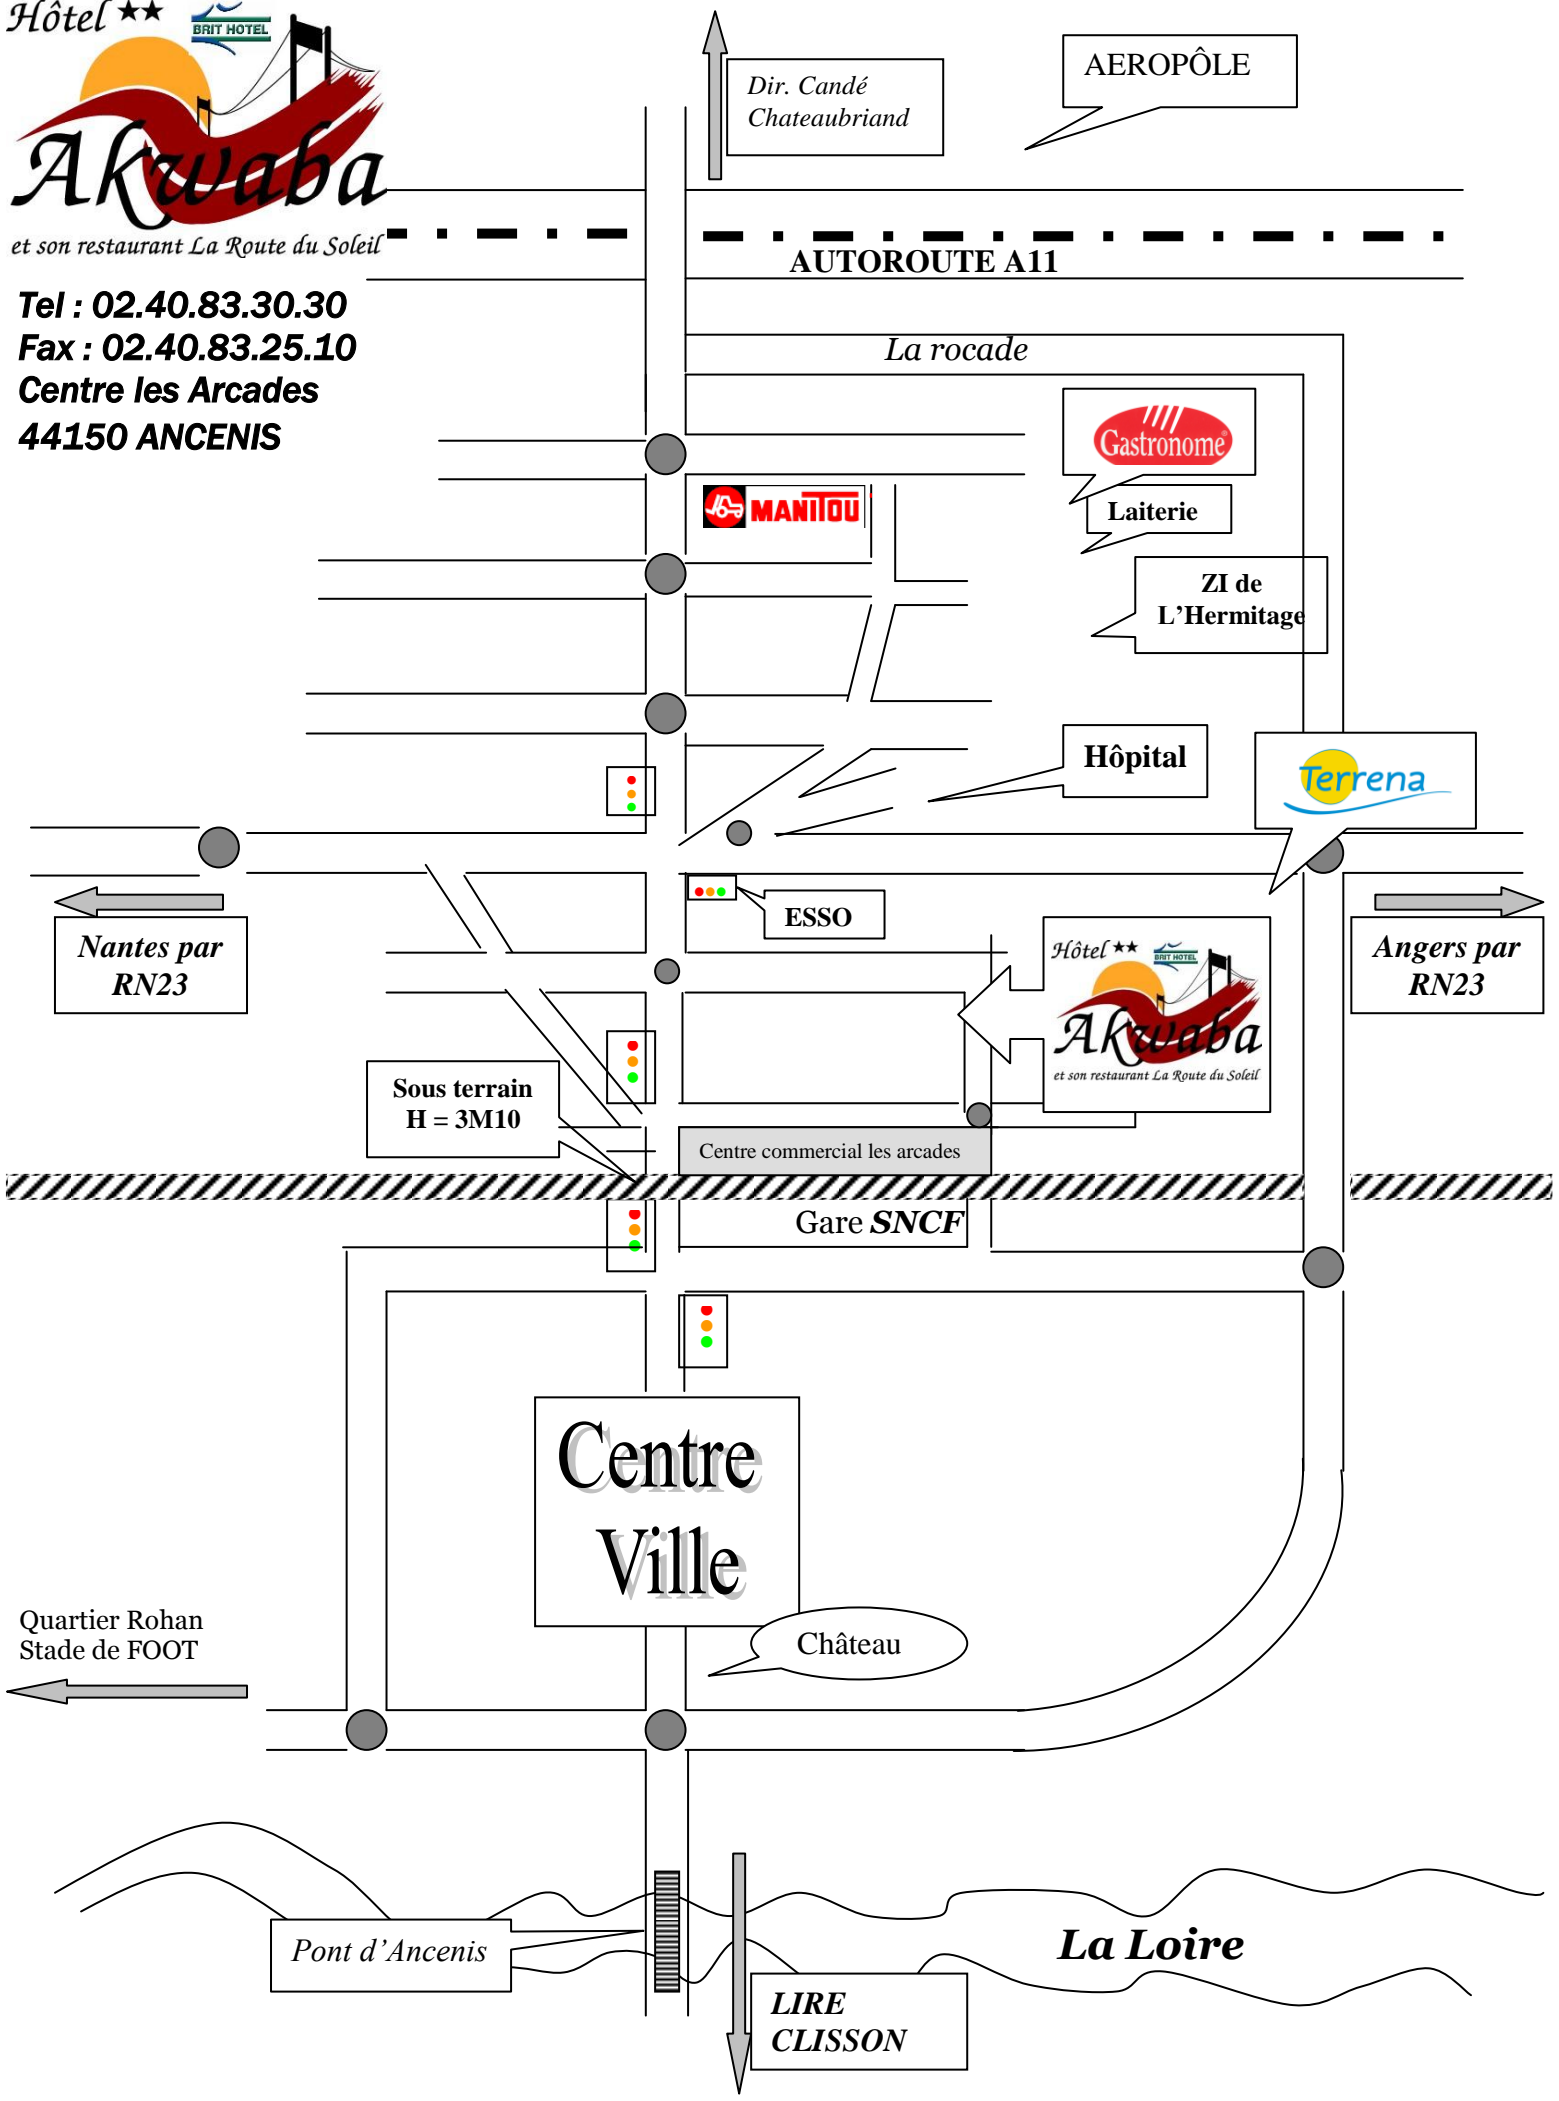 Hôtel ★★
BRIT HOTEL
Akwaba
et son restaurant La Route du Soleil
Tel : 02.40.83.30.30
Fax : 02.40.83.25.10
Centre les Arcades
44150 ANCENIS
Dir. Candé
Chateaubriand
AEROPÔLE
AUTOROUTE A11
La rocade
Gastronome
MANITOU
Laiterie
ZI de
L’Hermitage
Hôpital
Terrena
ESSO
Nantes par
RN23
Angers par
RN23
Hôtel ★★
BRIT HOTEL
Akwaba
et son restaurant La Route du Soleil
Sous terrain
H = 3M10
Centre commercial les arcades
Gare SNCF
Centre
Ville
Quartier Rohan
Stade de FOOT
Château
Pont d’Ancenis
La Loire
LIRE
CLISSON